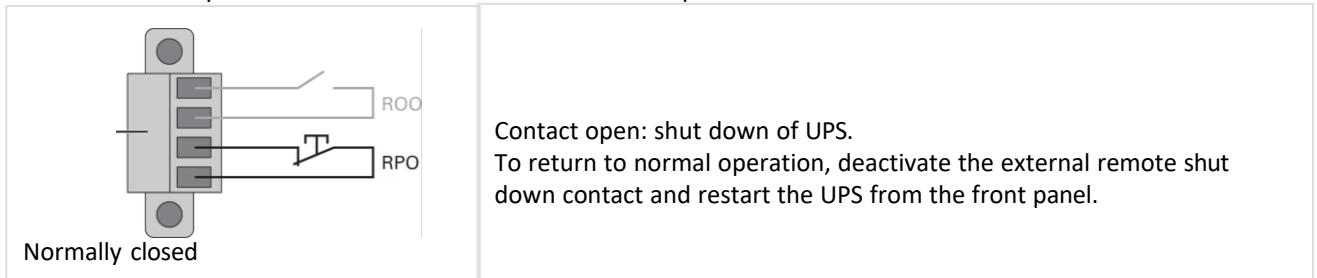 ROO
RPO
Normally closed
Contact open: shut down of UPS.
To return to normal operation, deactivate the external remote shut
down contact and restart the UPS from the front panel.